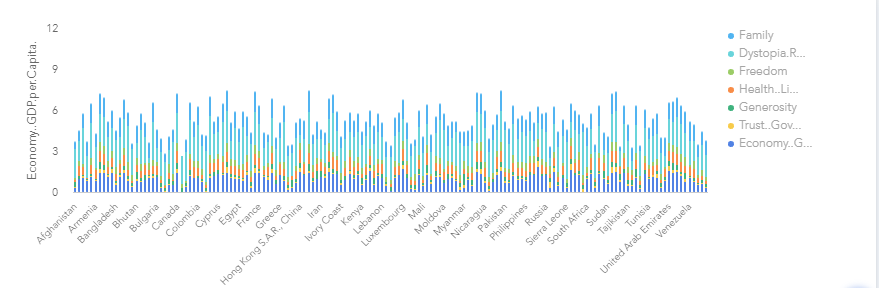 Economy..GDP.per.Capita.
12
9
6
3
0
Afghanistan
Armenia
Bangladesh
Bhutan
Bulgaria
Canada
Colombia
Cyprus
Egypt
France
Greece
Hong Kong S.A.R., China
Iran
Ivory Coast
Kenya
Lebanon
Luxembourg
Mali
Moldova
Myanmar
Nicaragua
Pakistan
Philippines
Russia
Sierra Leone
South Africa
Sudan
Tajikistan
Tunisia
United Arab Emirates
Venezuela
Family
Dystopia.R...
Freedom
Health..Li...
Generosity
Trust..Gov...
Economy..G...